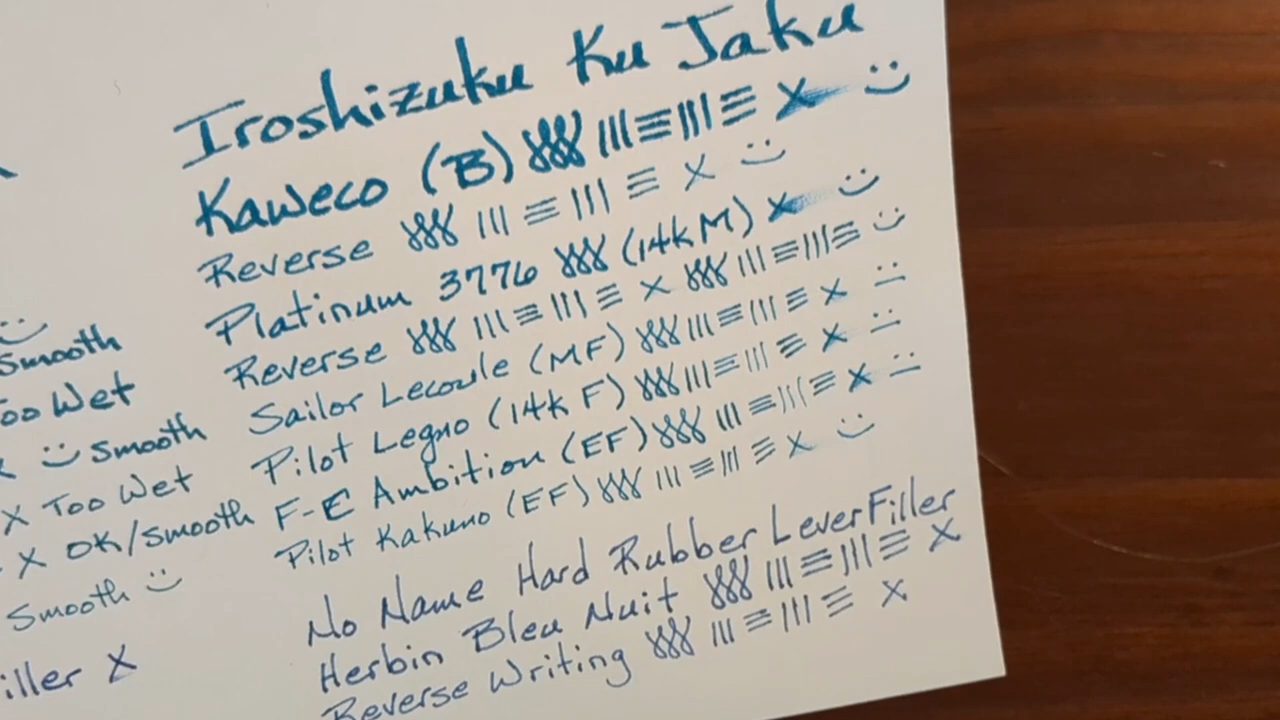 Iroshizuku Ku Jaku
Kaweco (B)
Reverse
Platinum 3776 (14k M)
Reverse
Sailor Lecoule (MF)
Pilot Legno (14k F)
F-E Ambition (EF)
Pilot Kakuno (EF)
No Name Hard Rubber Lever Filler
Herbin Bleu Nuit
Reverse Writing
Smooth
Too Wet
Smooth
X Too Wet
X OK/Smooth
Smooth
iller X